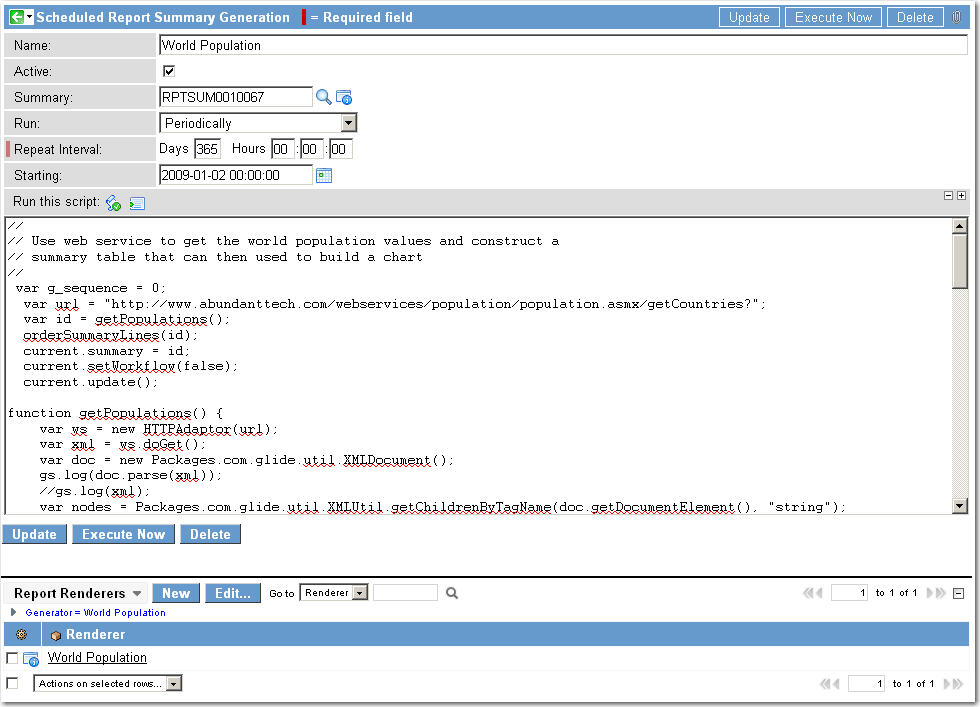 Scheduled Report Summary Generation = Required field Update Execute Now Delete
Name: World Population
Active:
Summary: RPTSUM0010067
Run: Periodically
Repeat Interval: Days 365 Hours 00 : 00 : 00
Starting: 2009-01-02 00:00:00
Run this script:
//
// Use web service to get the world population values and construct a
// summary table that can then used to build a chart
//
var g_sequence = 0;
var url = "http://www.abundanttech.com/webservices/population/population.asmx/getCountries?";
var id = getPopulations();
orderSummaryLines(id);
current.summary = id;
current.setWorkflow(false);
current.update();
function getPopulations() {
var ws = new HTTPAdaptor(url);
var xml = ws.doGet();
var doc = new Packages.com.glide.util.XMLDocument();
gs.log(doc.parse(xml));
//gs.log(xml);
var nodes = Packages.com.glide.util.XMLUtil.getChildrenByTagName(doc.getDocumentElement(), "string");
Update Execute Now Delete
Report Renderers New Edit... Go to Renderer 1 to 1 of 1
Generator = World Population
Renderer
World Population
Actions on selected rows... 1 to 1 of 1